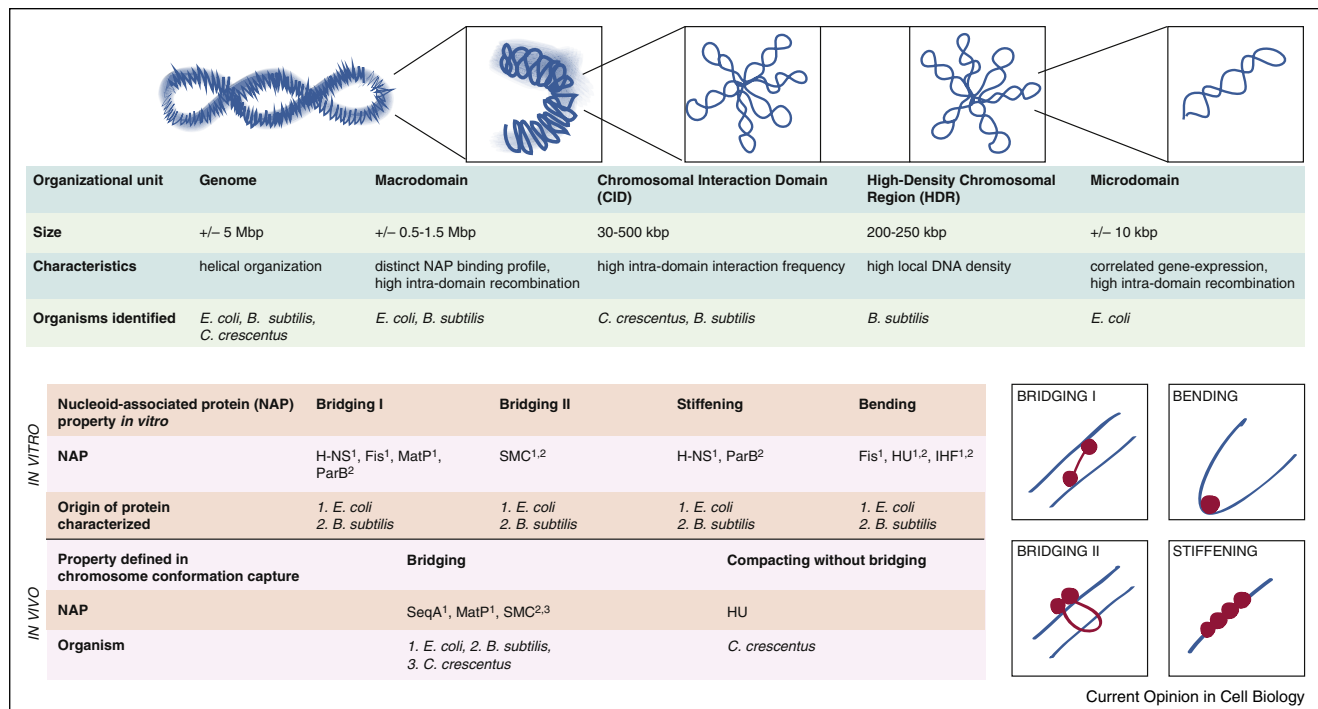 Organizational unit Genome Macrodomain Chromosomal Interaction Domain (CID) High-Density Chromosomal Region (HDR) Microdomain
Size +/– 5 Mbp +/– 0.5-1.5 Mbp 30-500 kbp 200-250 kbp +/– 10 kbp
Characteristics helical organization distinct NAP binding profile, high intra-domain recombination high intra-domain interaction frequency high local DNA density correlated gene-expression, high intra-domain recombination
Organisms identified E. coli, B. subtilis, C. crescentus E. coli, B. subtilis C. crescentus, B. subtilis B. subtilis E. coli
IN VITRO
Nucleoid-associated protein (NAP) property in vitro Bridging I Bridging II Stiffening Bending
NAP H-NS¹, Fis¹, MatP¹, ParB² SMC¹,² H-NS¹, ParB² Fis¹, HU¹,², IHF¹,²
Origin of protein characterized 1. E. coli 2. B. subtilis 1. E. coli 2. B. subtilis 1. E. coli 2. B. subtilis 1. E. coli 2. B. subtilis
IN VIVO
Property defined in chromosome conformation capture Bridging Compacting without bridging
NAP SeqA¹, MatP¹, SMC²,³ HU
Organism 1. E. coli, 2. B. subtilis, 3. C. crescentus C. crescentus
BRIDGING I
BENDING
BRIDGING II
STIFFENING
Current Opinion in Cell Biology